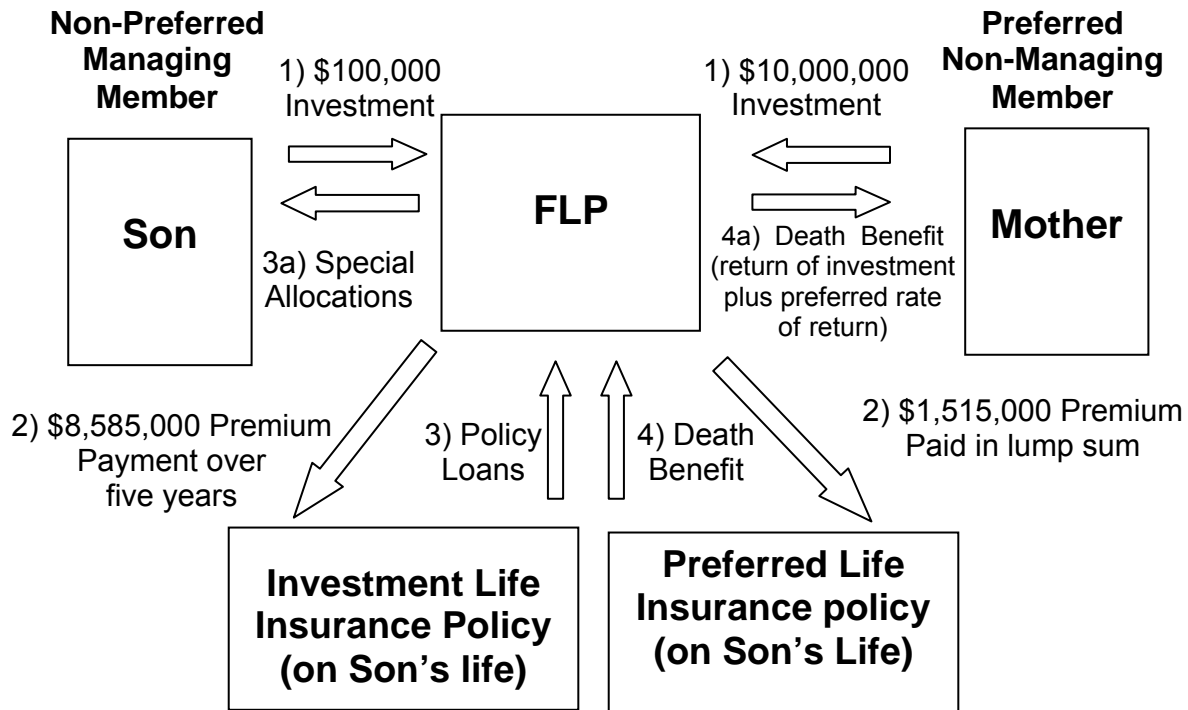 Non-Preferred
Managing
Member
1) $100,000
Investment
1) $10,000,000
Investment
Preferred
Non-Managing
Member
Son
FLP
Mother
3a) Special
Allocations
4a) Death Benefit
(return of investment
plus preferred rate
of return)
2) $8,585,000 Premium
Payment over
five years
3) Policy
Loans
4) Death
Benefit
2) $1,515,000 Premium
Paid in lump sum
Investment Life
Insurance Policy
(on Son's life)
Preferred Life
Insurance policy
(on Son's Life)